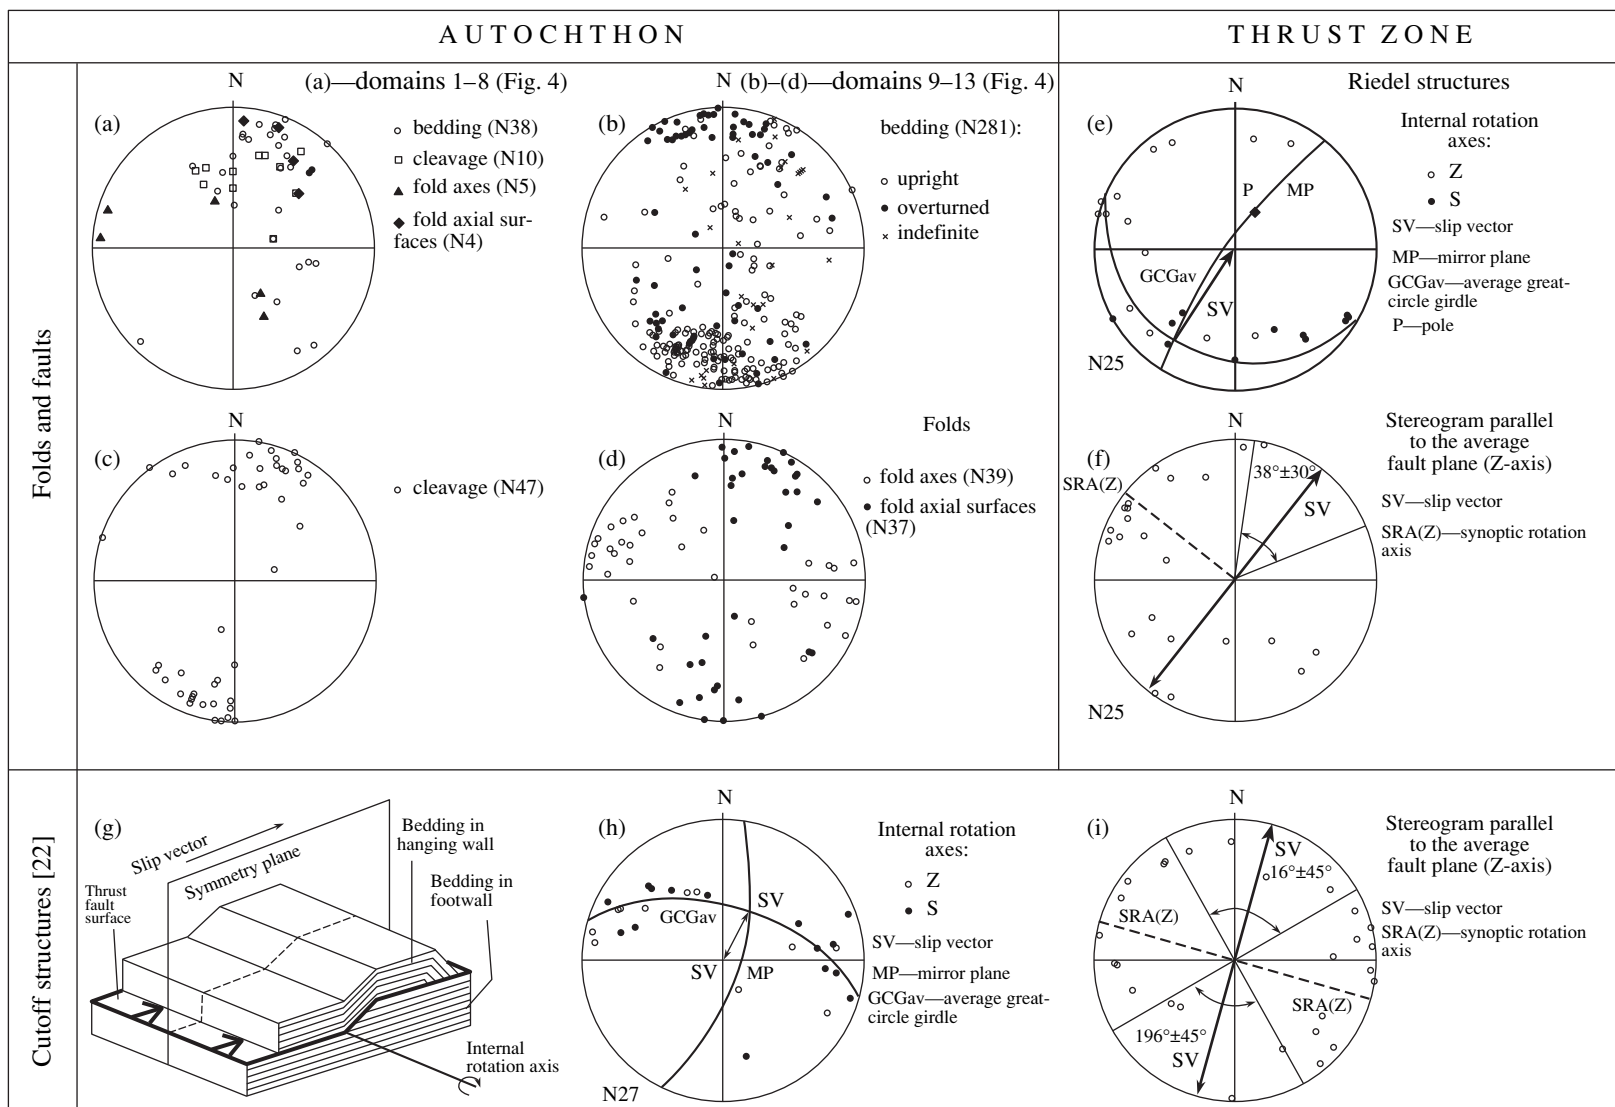 AUTOCHTHON
THRUST ZONE
Folds and faults
(a)—domains 1–8 (Fig. 4)
(b)–(d)—domains 9–13 (Fig. 4)
(a)
N
bedding (N38)
cleavage (N10)
fold axes (N5)
fold axial sur-
faces (N4)
(b)
N
bedding (N281):
upright
overturned
indefinite
Riedel structures
(e)
N
P
MP
GCGav
SV
N25
Internal rotation
axes:
Z
S
SV—slip vector
MP—mirror plane
GCGav—average great-
circle girdle
P—pole
(c)
N
cleavage (N47)
(d)
N
Folds
fold axes (N39)
fold axial surfaces
(N37)
(f)
N
38°±30°
SRA(Z)
SV
N25
Stereogram parallel
to the average
fault plane (Z-axis)
SV—slip vector
SRA(Z)—synoptic rotation
axis
Cutoff structures [22]
(g)
Slip vector
Symmetry plane
Thrust
fault
surface
Bedding in
hanging wall
Bedding in
footwall
Internal
rotation axis
(h)
N
GCGav
SV
SV
MP
N27
Internal rotation
axes:
Z
S
SV—slip vector
MP—mirror plane
GCGav—average great-
circle girdle
(i)
N
SV
16°±45°
SRA(Z)
SRA(Z)
196°±45°
SV
Stereogram parallel
to the average
fault plane (Z-axis)
SV—slip vector
SRA(Z)—synoptic rotation
axis